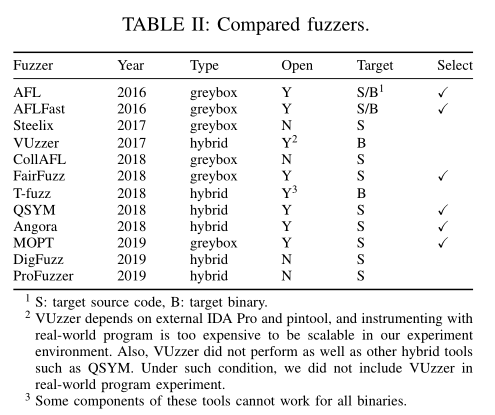 TABLE II: Compared fuzzers.
Fuzzer Year Type Open Target Select
AFL 2016 greybox Y S/B1 ✓
AFLFast 2016 greybox Y S/B ✓
Steelix 2017 greybox N S
VUzzer 2017 hybrid Y2 B
CollAFL 2018 greybox N S
FairFuzz 2018 greybox Y S ✓
T-fuzz 2018 hybrid Y3 B
QSYM 2018 hybrid Y S ✓
Angora 2018 hybrid Y S ✓
MOPT 2019 greybox Y S ✓
DigFuzz 2019 hybrid N S
ProFuzzer 2019 hybrid N S
1 S: target source code, B: target binary.
2 VUzzer depends on external IDA Pro and pintool, and instrumenting with
real-world program is too expensive to be scalable in our experiment
environment. Also, VUzzer did not perform as well as other hybrid tools
such as QSYM. Under such condition, we did not include VUzzer in
real-world program experiment.
3 Some components of these tools cannot work for all binaries.